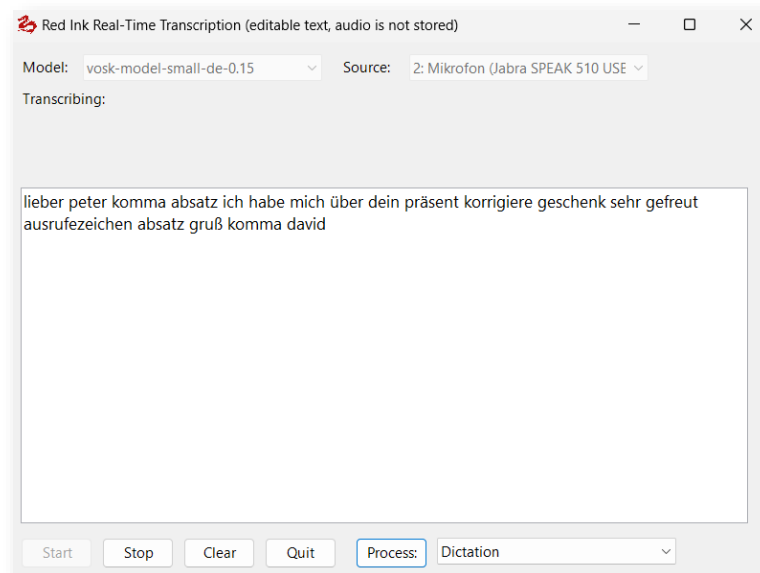 Red Ink Real-Time Transcription (editable text, audio is not stored)
Model: vosk-model-small-de-0.15 Source: 2: Mikrofon (Jabra SPEAK 510 USB
Transcribing:
lieber peter komma absatz ich habe mich über dein präsent korrigiere geschenk sehr gefreut
ausrufezeichen absatz gruß komma david
Start Stop Clear Quit Process: Dictation